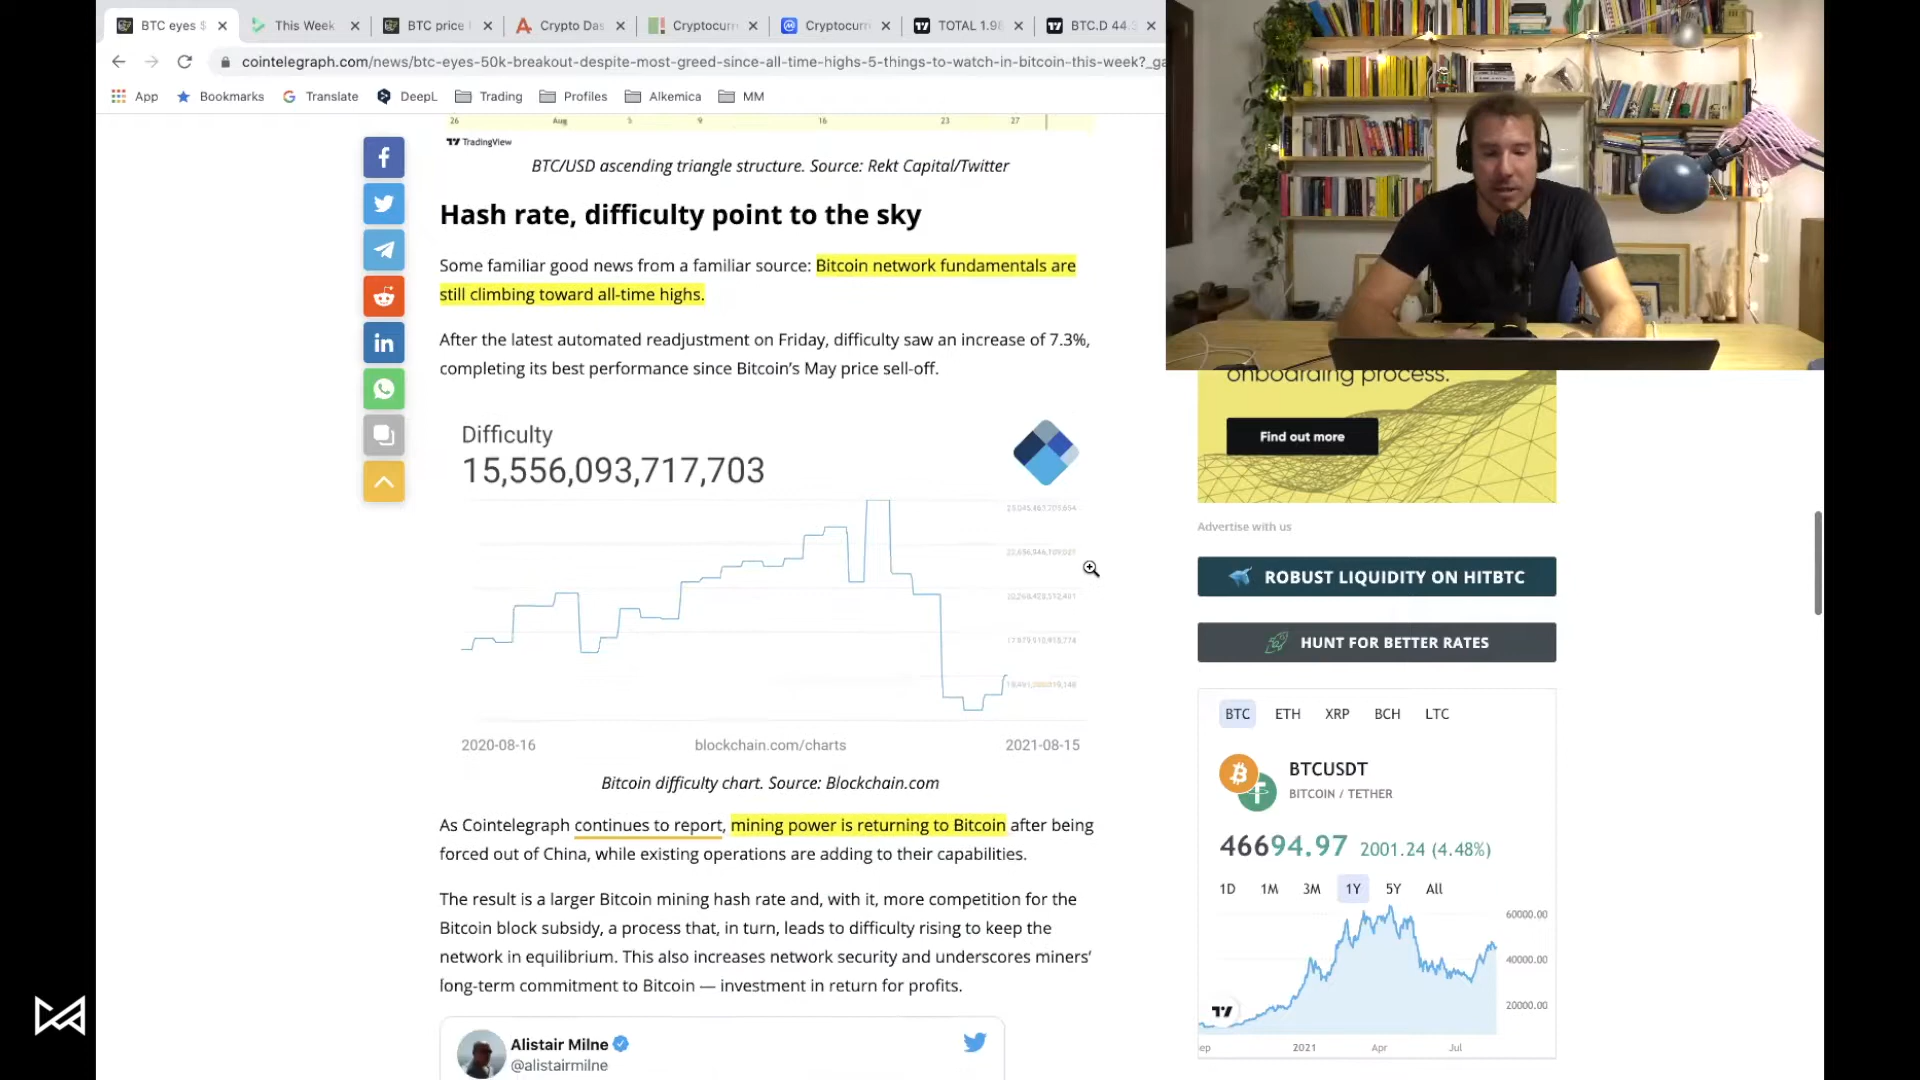 BTC eyes $
This Week
BTC price
Crypto Das
Cryptocurr
Cryptocurr
TOTAL 1.98
BTC.D 44.
cointelegraph.com/news/btc-eyes-50k-breakout-despite-most-greed-since-all-time-highs-5-things-to-watch-in-bitcoin-this-week?_ga
App
Bookmarks
Translate
DeepL
Trading
Profiles
Alkemica
MM
26 Aug 5 9 16 23 27
TradingView
BTC/USD ascending triangle structure. Source: Rekt Capital/Twitter
Hash rate, difficulty point to the sky
Some familiar good news from a familiar source: Bitcoin network fundamentals are
still climbing toward all-time highs.
After the latest automated readjustment on Friday, difficulty saw an increase of 7.3%,
completing its best performance since Bitcoin's May price sell-off.
Difficulty
15,556,093,717,703
2020-08-16
blockchain.com/charts
2021-08-15
Bitcoin difficulty chart. Source: Blockchain.com
As Cointelegraph continues to report, mining power is returning to Bitcoin after being
forced out of China, while existing operations are adding to their capabilities.
The result is a larger Bitcoin mining hash rate and, with it, more competition for the
Bitcoin block subsidy, a process that, in turn, leads to difficulty rising to keep the
network in equilibrium. This also increases network security and underscores miners'
long-term commitment to Bitcoin — investment in return for profits.
Alistair Milne
@alistairmilne
onboarding process.
Find out more
Advertise with us
ROBUST LIQUIDITY ON HITBTC
HUNT FOR BETTER RATES
BTC ETH XRP BCH LTC
BTCUSDT
BITCOIN / TETHER
46694.97 2001.24 (4.48%)
1D 1M 3M 1Y 5Y All
60000.00
40000.00
20000.00
ep 2021 Apr Jul